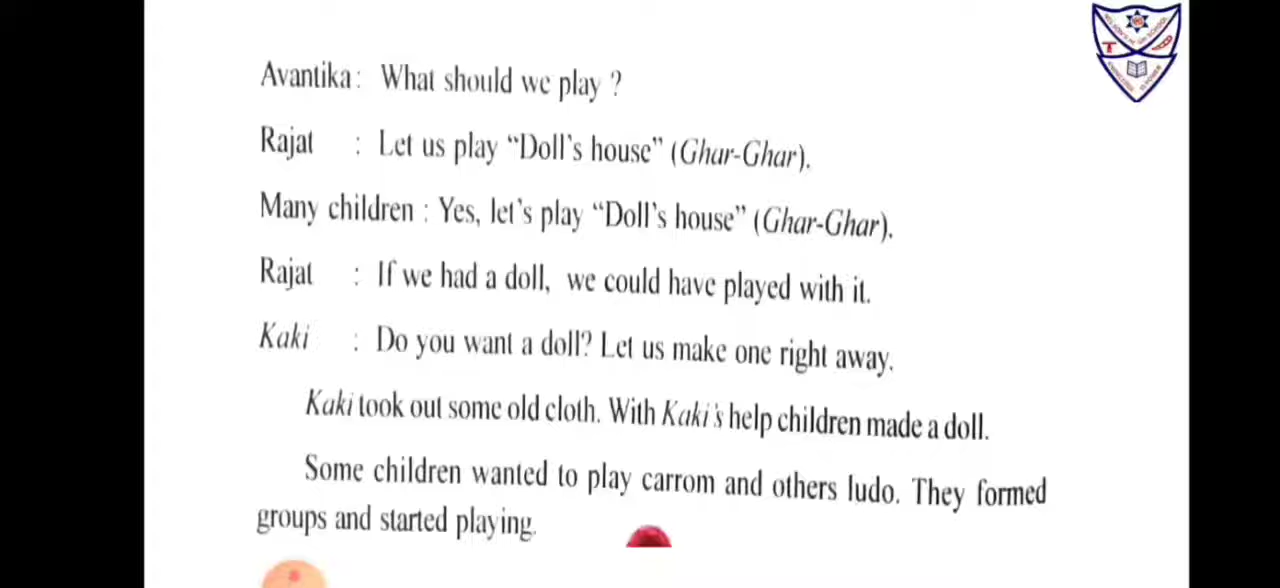 Avantika : What should we play ?
Rajat : Let us play “Doll’s house” (Ghar-Ghar).
Many children : Yes, let’s play “Doll’s house” (Ghar-Ghar).
Rajat : If we had a doll, we could have played with it.
Kaki : Do you want a doll? Let us make one right away.
Kaki took out some old cloth. With Kaki’s help children made a doll.
Some children wanted to play carrom and others ludo. They formed
groups and started playing.